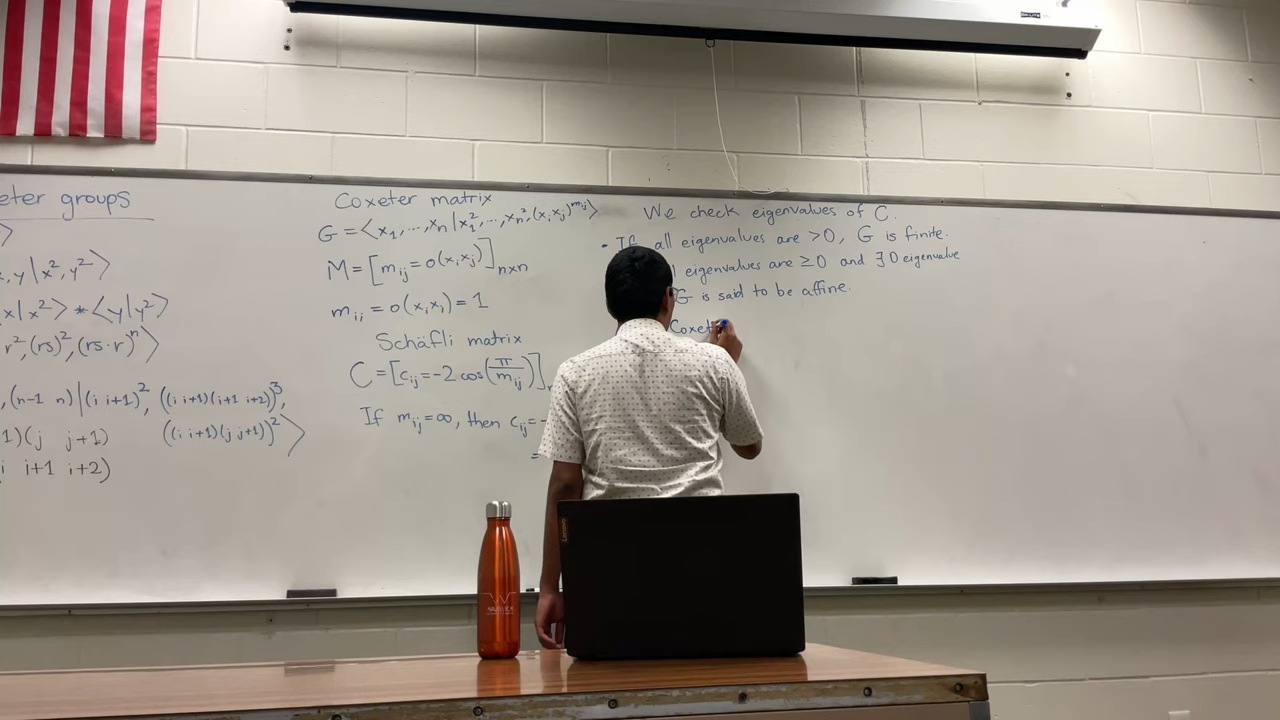 eter groups
〉
x,y|x²,y²〉
x|x²〉*〈y|y²〉
r²,(rs)²,(rs·r)ⁿ〉
,(n-1 n)|(i i+1)², ((i i+1)(i+1 i+2))³,
1)(j j+1) ((i i+1)(j j+1))²〉
i i+1 i+2)
Coxeter matrix
G=〈x₁,...,xₙ|x₁²,...,xₙ²,(xᵢxⱼ)^mᵢⱼ〉
M=[mᵢⱼ=o(xᵢxⱼ)]ₙₓₙ
mᵢᵢ=o(xᵢxᵢ)=1
Schäfli matrix
C=[cᵢⱼ=-2 cos(π/mᵢⱼ)]
If mᵢⱼ=∞, then cᵢⱼ=-
=
We check eigenvalues of C.
• If all eigenvalues are >0, G is finite.
l eigenvalues are ≥0 and ∃ 0 eigenvalue
G is said to be affine.
Coxet
Lenovo